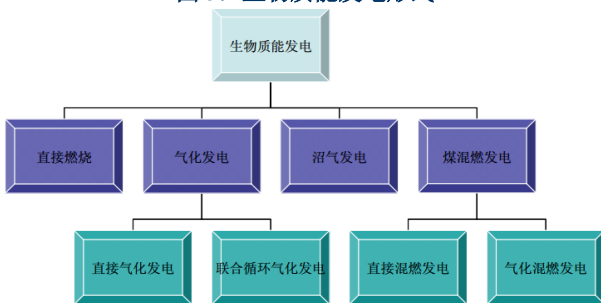 生物质能发电
直接燃烧
气化发电
沼气发电
煤混燃发电
直接气化发电
联合循环气化发电
直接混燃发电
气化混燃发电